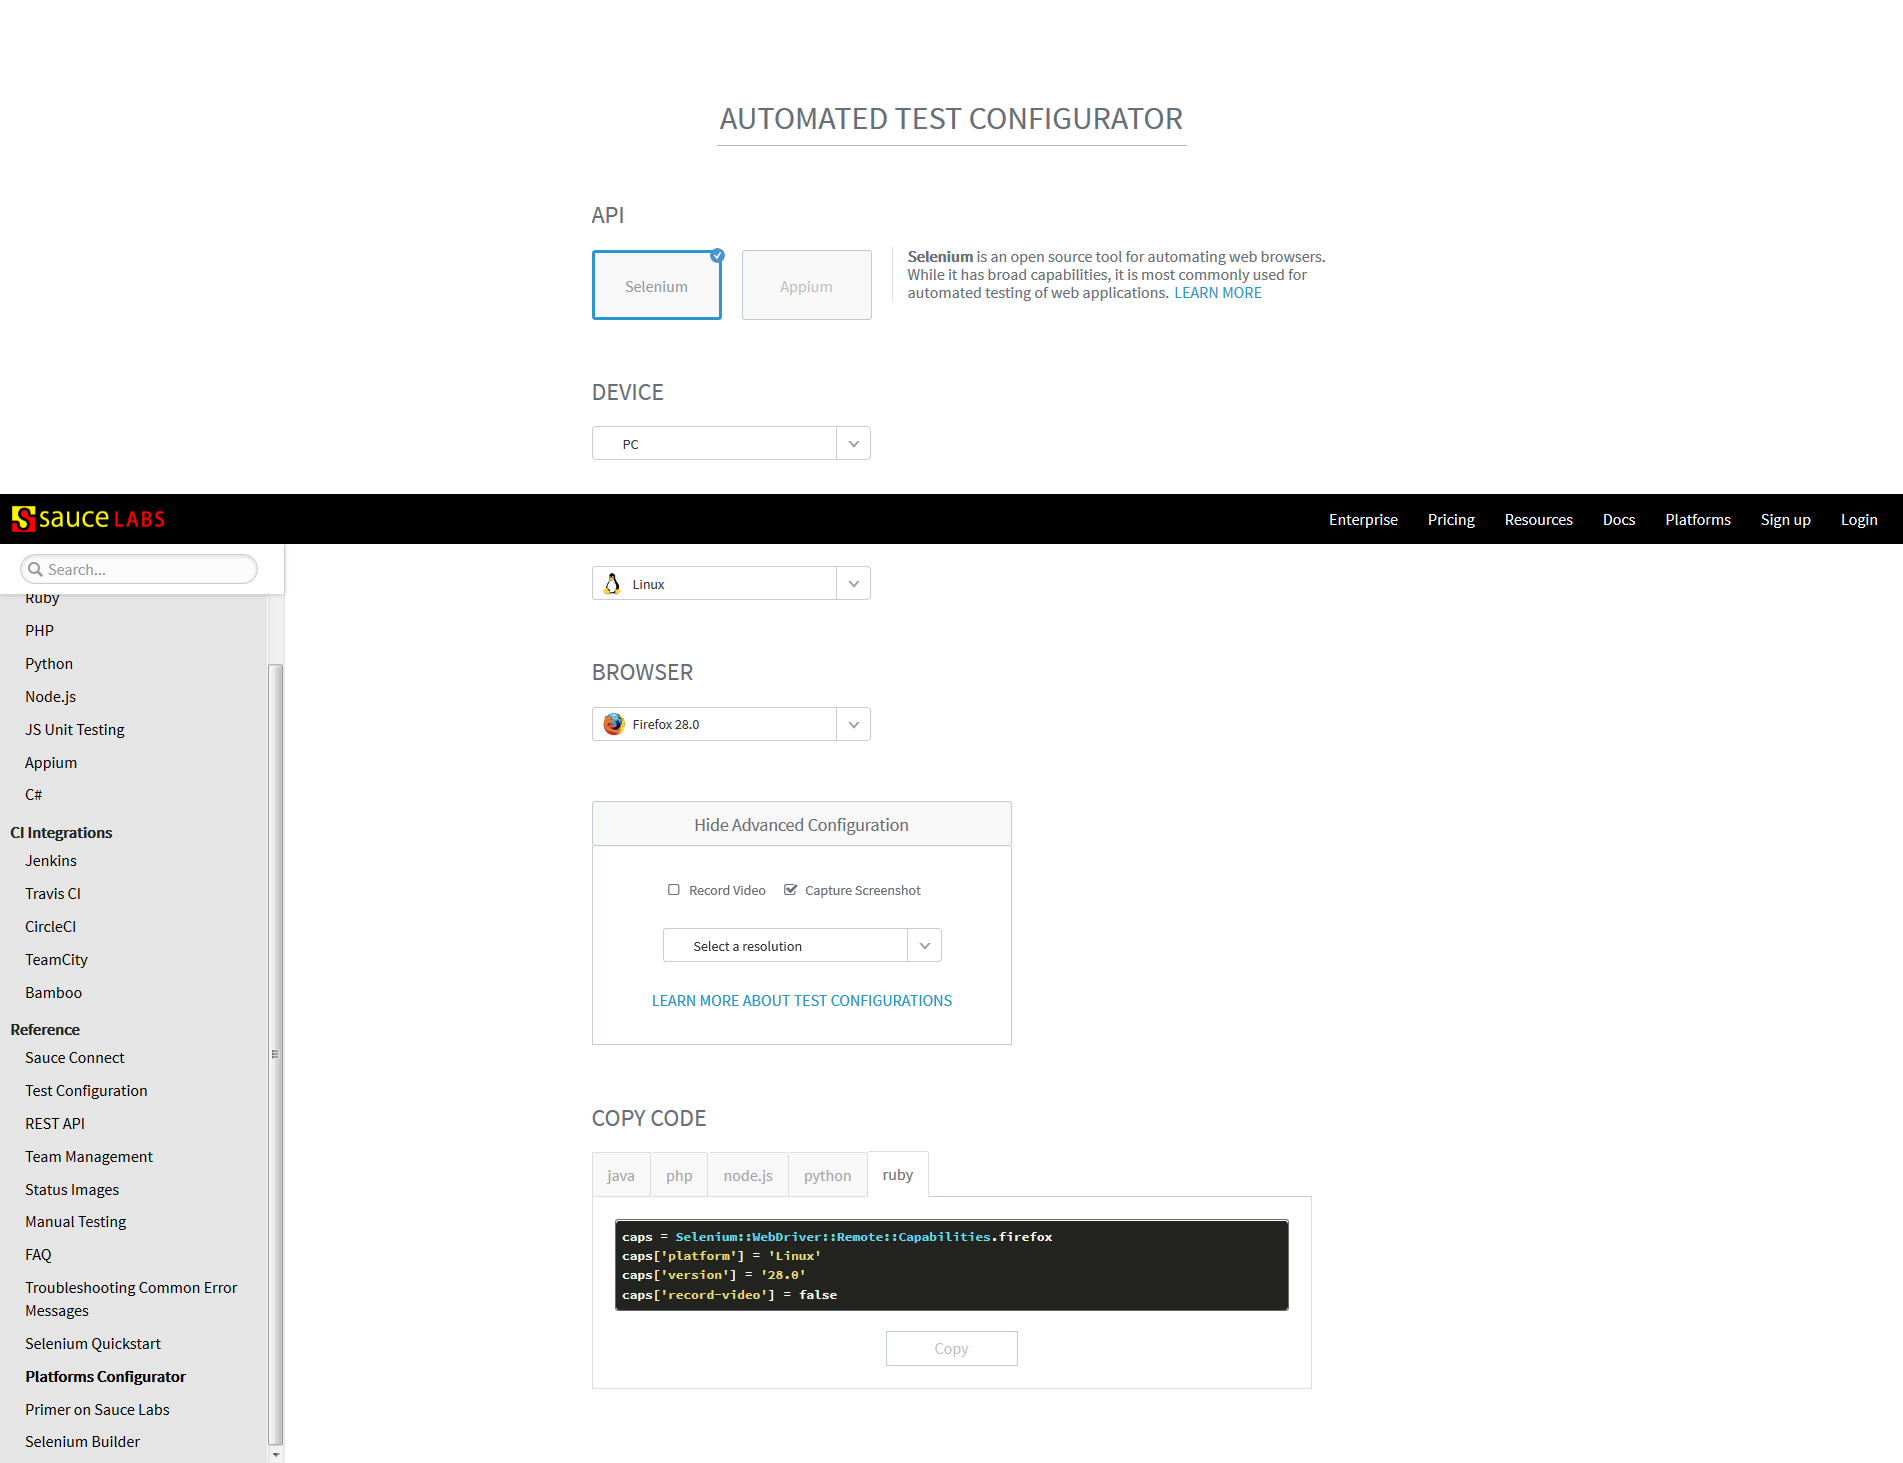 AUTOMATED TEST CONFIGURATOR
API
Selenium
Appium
Selenium is an open source tool for automating web browsers.
While it has broad capabilities, it is most commonly used for
automated testing of web applications. LEARN MORE
DEVICE
PC
sauce LABS
Enterprise
Pricing
Resources
Docs
Platforms
Sign up
Login
Search...
Ruby
PHP
Python
Node.js
JS Unit Testing
Appium
C#
CI Integrations
Jenkins
Travis CI
CircleCI
TeamCity
Bamboo
Reference
Sauce Connect
Test Configuration
REST API
Team Management
Status Images
Manual Testing
FAQ
Troubleshooting Common Error
Messages
Selenium Quickstart
Platforms Configurator
Primer on Sauce Labs
Selenium Builder
Linux
BROWSER
Firefox 28.0
Hide Advanced Configuration
Record Video
Capture Screenshot
Select a resolution
LEARN MORE ABOUT TEST CONFIGURATIONS
COPY CODE
java
php
node.js
python
ruby
caps = Selenium::WebDriver::Remote::Capabilities.firefox
caps['platform'] = 'Linux'
caps['version'] = '28.0'
caps['record-video'] = false
Copy